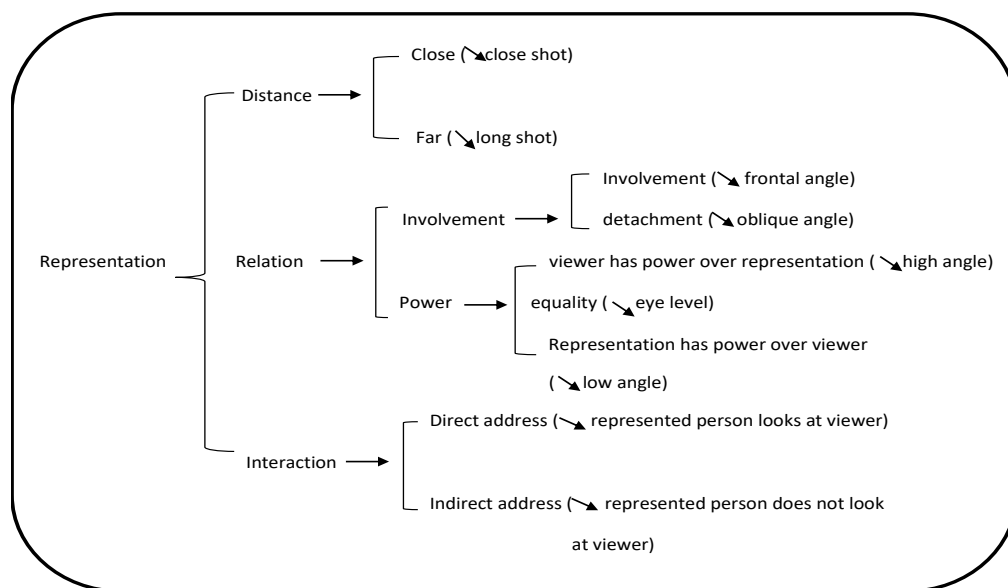 Close (↘close shot)
Distance
Far (↘long shot)
Involvement (↘ frontal angle)
Involvement
detachment (↘ oblique angle)
Representation
Relation
viewer has power over representation (↘high angle)
Power
equality (↘ eye level)
Representation has power over viewer
(↘low angle)
Direct address (↘ represented person looks at viewer)
Interaction
Indirect address (↘ represented person does not look
at viewer)